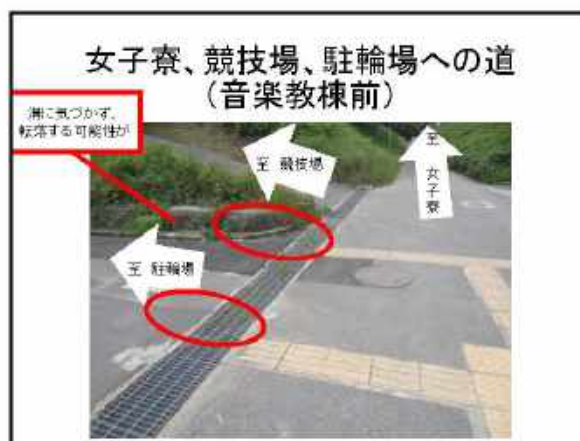 女子寮、競技場、駐輪場への道
（音楽教棟前）
溝に気づかず、
転落する可能性が
至 競技場
至 女子寮
至 駐輪場